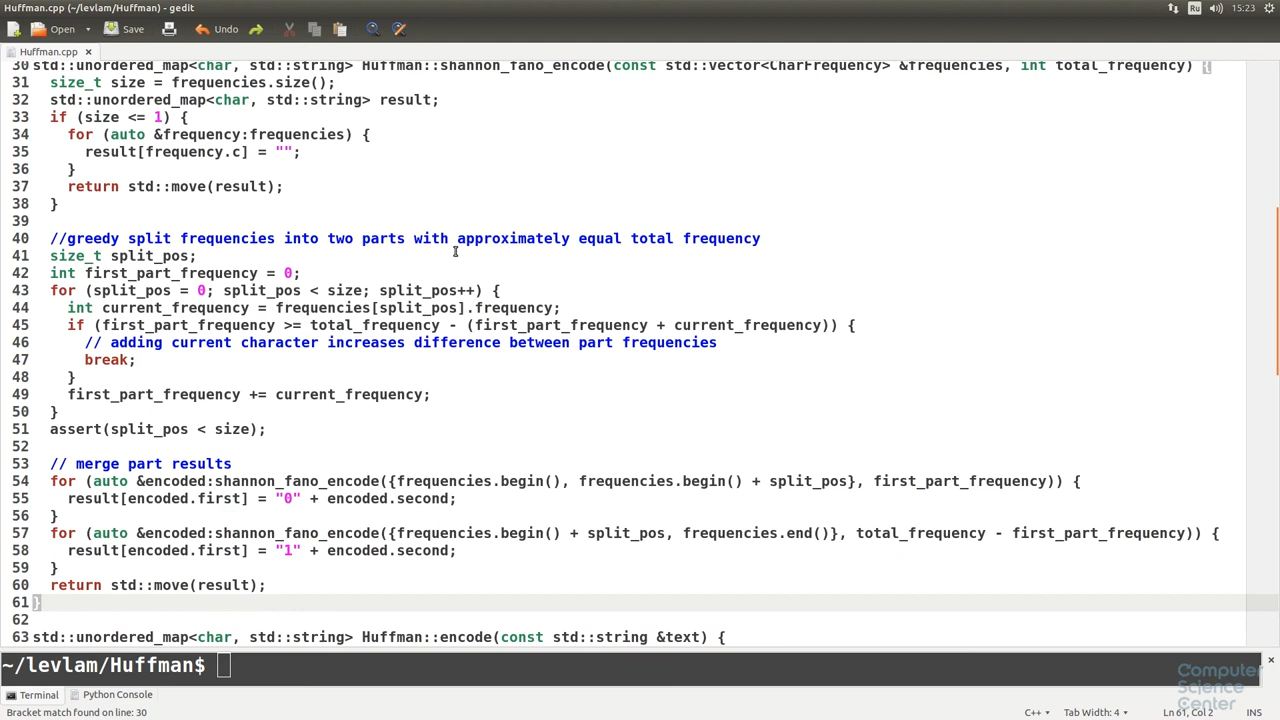 Huffman.cpp (~/levlam/Huffman) - gedit
Ru 15:23
Open Save Undo
Huffman.cpp ×
30 std::unordered_map<char, std::string> Huffman::shannon_fano_encode(const std::vector<CharFrequency> &frequencies, int total_frequency) {
31 size_t size = frequencies.size();
32 std::unordered_map<char, std::string> result;
33 if (size <= 1) {
34 for (auto &frequency:frequencies) {
35 result[frequency.c] = "";
36 }
37 return std::move(result);
38 }
39
40 //greedy split frequencies into two parts with approximately equal total frequency
41 size_t split_pos;
42 int first_part_frequency = 0;
43 for (split_pos = 0; split_pos < size; split_pos++) {
44 int current_frequency = frequencies[split_pos].frequency;
45 if (first_part_frequency >= total_frequency - (first_part_frequency + current_frequency)) {
46 // adding current character increases difference between part frequencies
47 break;
48 }
49 first_part_frequency += current_frequency;
50 }
51 assert(split_pos < size);
52
53 // merge part results
54 for (auto &encoded:shannon_fano_encode({frequencies.begin(), frequencies.begin() + split_pos}, first_part_frequency)) {
55 result[encoded.first] = "0" + encoded.second;
56 }
57 for (auto &encoded:shannon_fano_encode({frequencies.begin() + split_pos, frequencies.end()}, total_frequency - first_part_frequency)) {
58 result[encoded.first] = "1" + encoded.second;
59 }
60 return std::move(result);
61 }
62
63 std::unordered_map<char, std::string> Huffman::encode(const std::string &text) {
~/levlam/Huffman$
Computer
Science
Center
Terminal Python Console
Bracket match found on line: 30 C++ Tab Width: 4 Ln 61, Col 2 INS